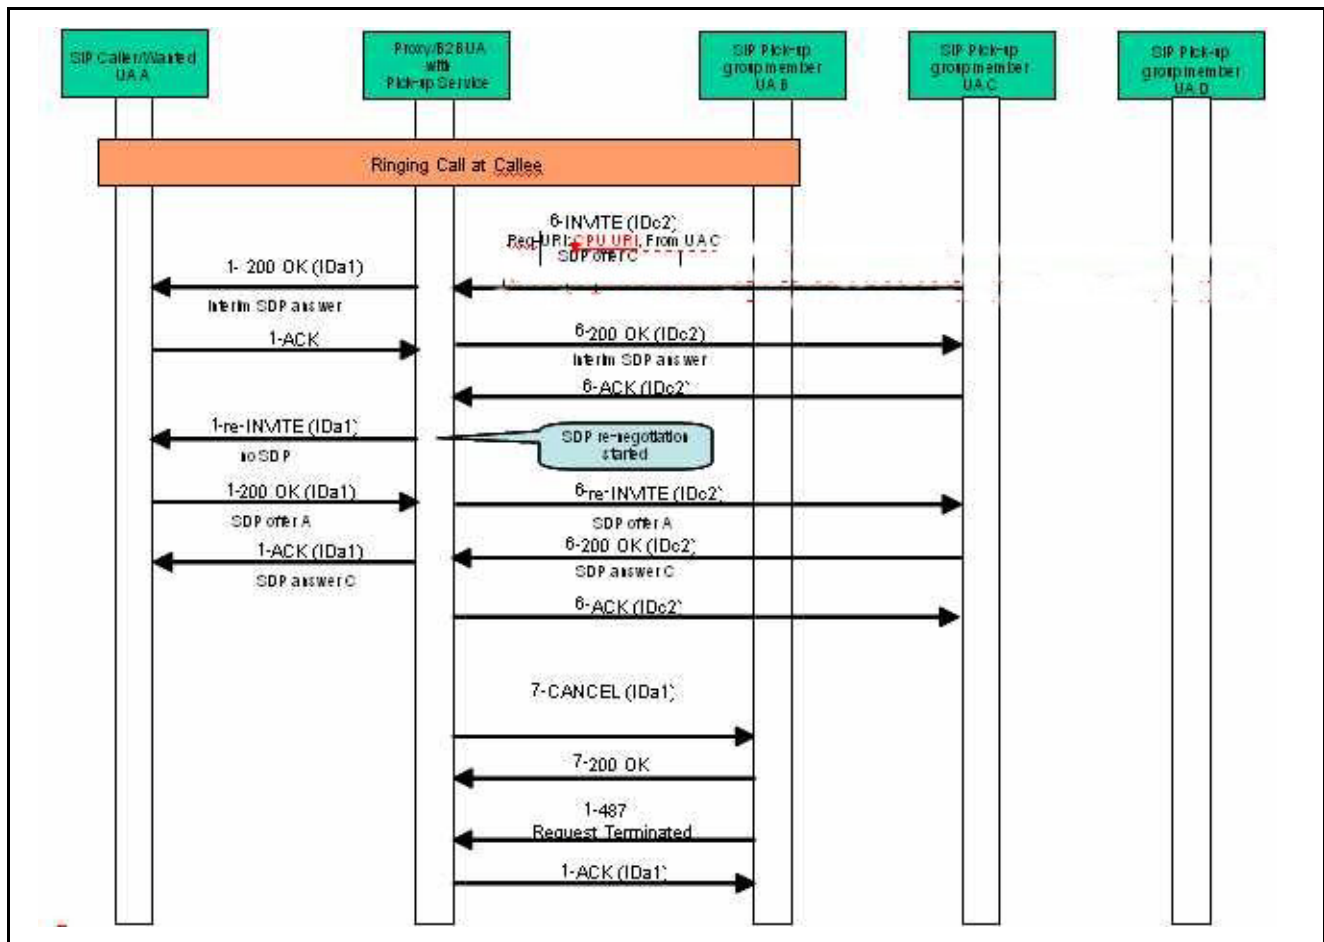 SIP Caller/Wanted
UA A
Proxy/B2BUA
with
Pick-up Service
SIP Pick-up
group member
UA B
SIP Pick-up
group member
UA C
SIP Pick-up
group member
UA D
Ringing Call at Callee
6-INVITE (IDc2)
Req URI: CPU URI, From UA C
SDP offer C
1- 200 OK (IDa1)
Interim SDP answer
1-ACK
6-200 OK (IDc2)
Interim SDP answer
6-ACK (IDc2)
1-re-INVITE (IDa1)
no SDP
SDP re-negotiation
started
1-200 OK (IDa1)
SDP offer A
6-re-INVITE (IDc2)
SDP offer A
1-ACK (IDa1)
SDP answer C
6-200 OK (IDc2)
SDP answer C
6-ACK (IDc2)
7-CANCEL (IDa1)
7-200 OK
1-487
Request Terminated
1-ACK (IDa1)